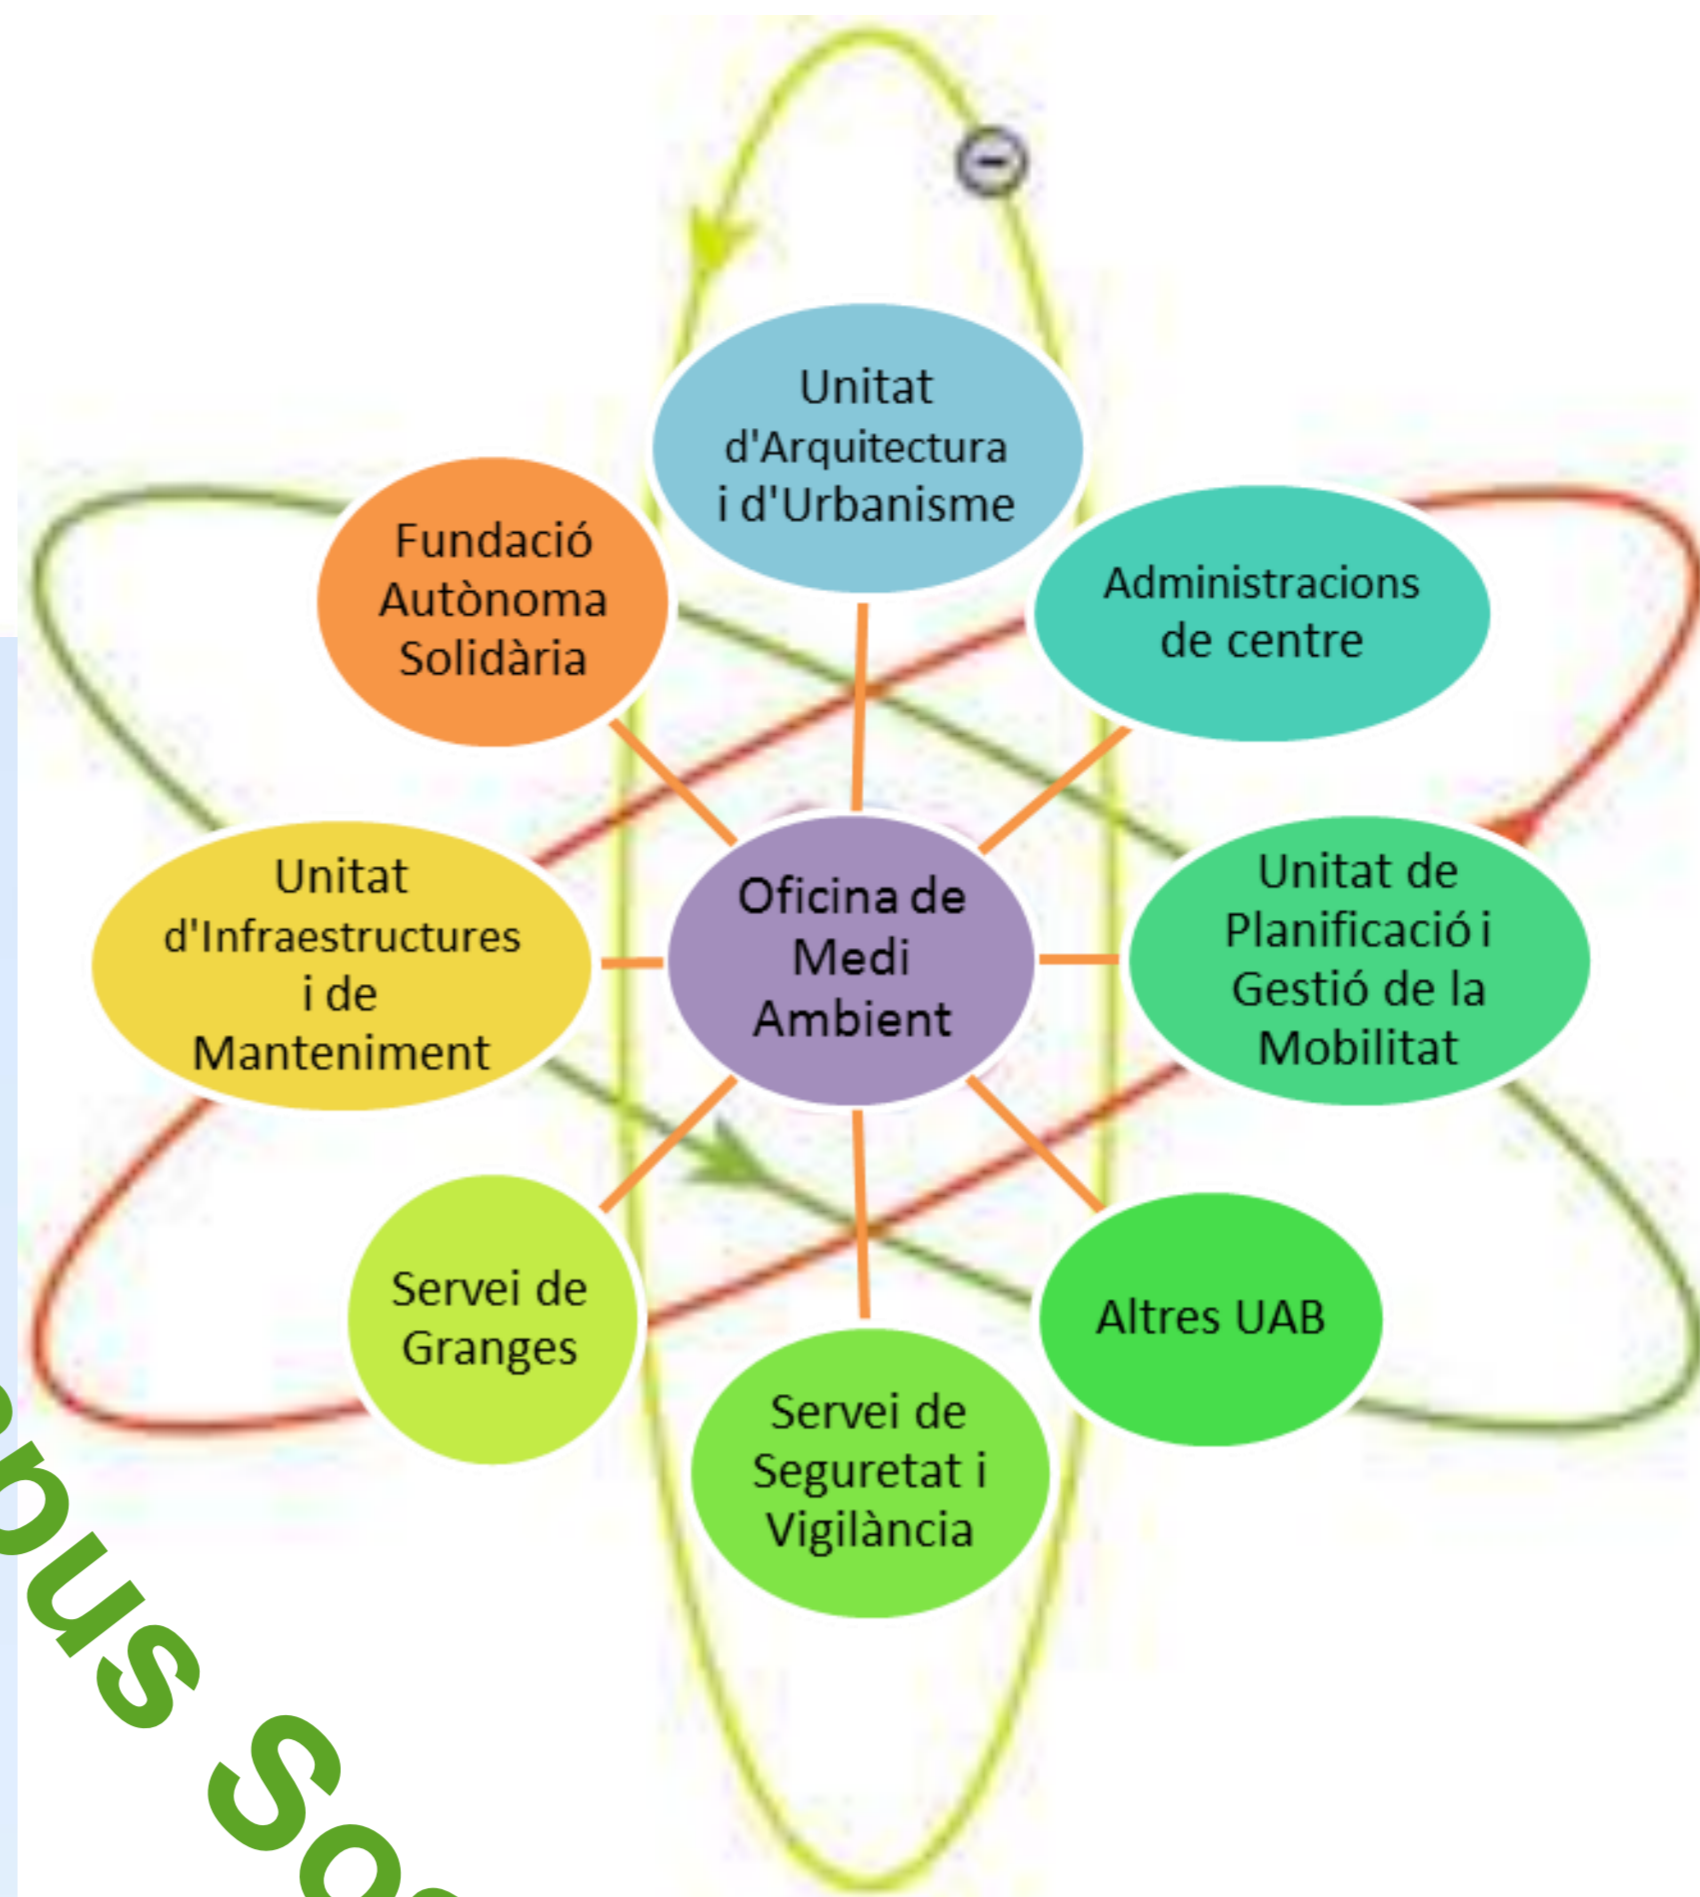 Unitat
d'Arquitectura
i d'Urbanisme
Fundació
Autònoma
Solidària
Administracions
de centre
Unitat
d'Infraestructures
i de
Manteniment
Oficina de
Medi
Ambient
Unitat de
Planificació i
Gestió de la
Mobilitat
Servei de
Granges
Servei de
Seguretat i
Vigilància
Altres UAB